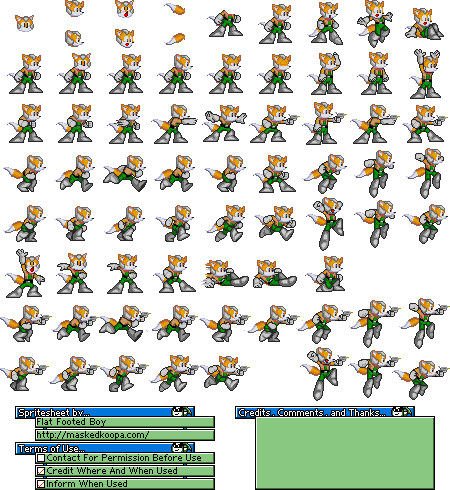 Spritesheet by...
Flat Footed Boy
http://maskedkoopa.com/
Terms of Use...
Contact For Permission Before Use
Credit Where And When Used
Inform When Used
Credits, Comments, and Thanks...